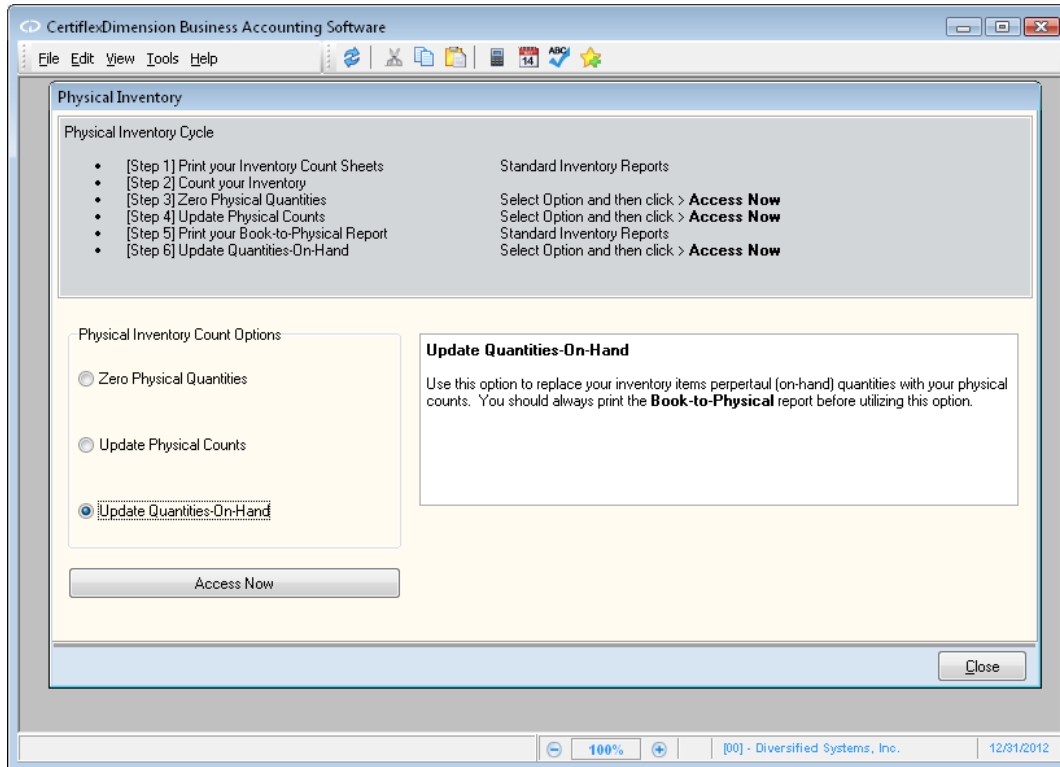 CertiflexDimension Business Accounting Software
File Edit View Tools Help
14
ABC
Physical Inventory
Physical Inventory Cycle
• [Step 1] Print your Inventory Count Sheets Standard Inventory Reports
• [Step 2] Count your Inventory
• [Step 3] Zero Physical Quantities Select Option and then click > Access Now
• [Step 4] Update Physical Counts Select Option and then click > Access Now
• [Step 5] Print your Book-to-Physical Report Standard Inventory Reports
• [Step 6] Update Quantities-On-Hand Select Option and then click > Access Now
Physical Inventory Count Options
Zero Physical Quantities
Update Physical Counts
Update Quantities-On-Hand
Access Now
Update Quantities-On-Hand
Use this option to replace your inventory items perpertaul (on-hand) quantities with your physical
counts. You should always print the Book-to-Physical report before utilizing this option.
Close
100%
[00] - Diversified Systems, Inc.
12/31/2012